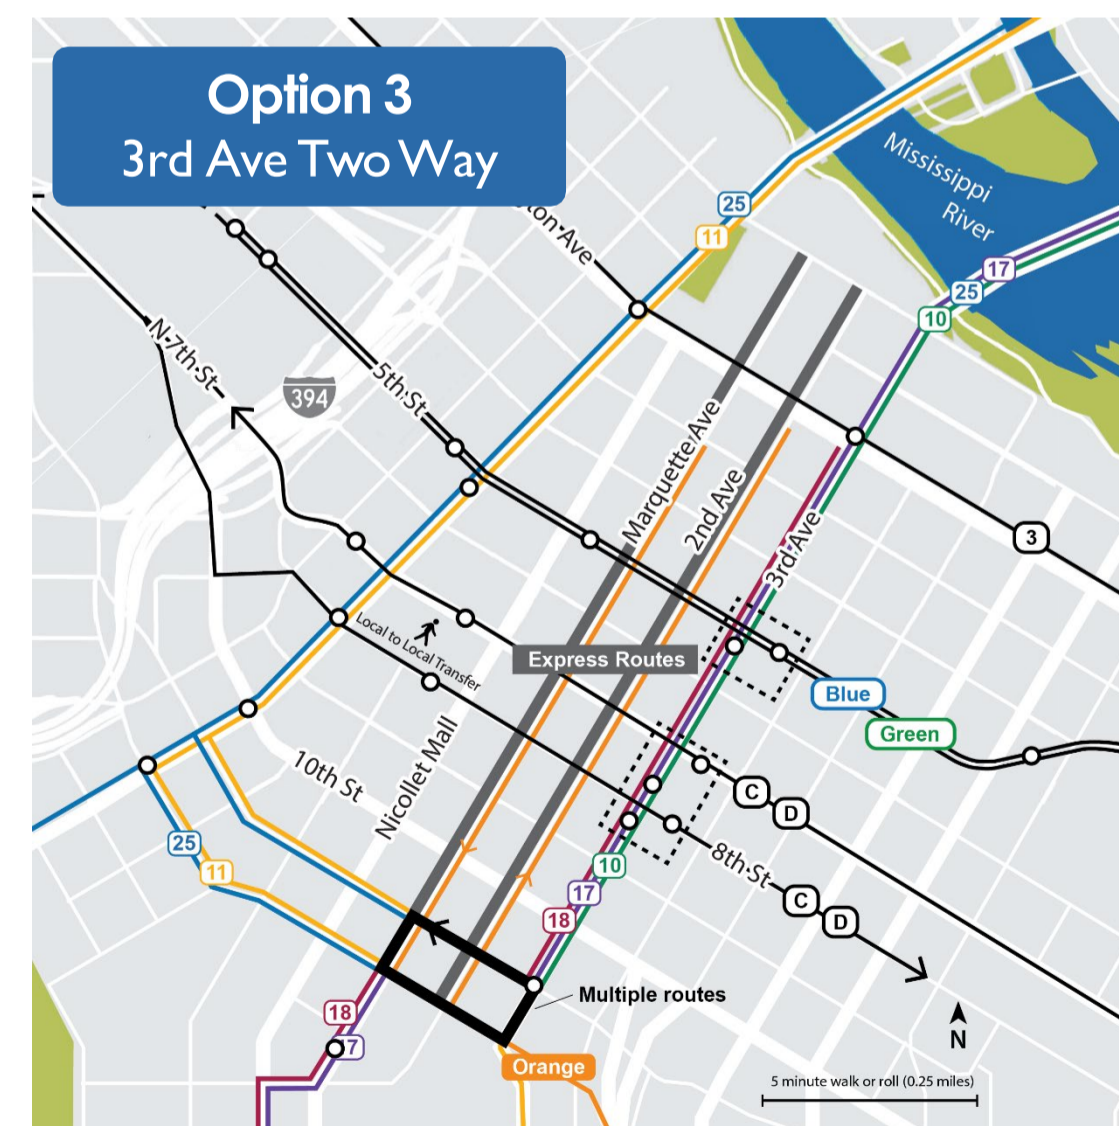 Option 3
3rd Ave Two Way
Mississippi
River
25
11
17
25
10
Ave
N 7th St
394
5th St
Marquette Ave
2nd Ave
3rd Ave
3
Local to Local Transfer
Express Routes
Blue
Green
10th St
Nicollet Mall
C
D
8th St
C
D
25
11
10
17
18
Multiple routes
18
17
Orange
N
5 minute walk or roll (0.25 miles)